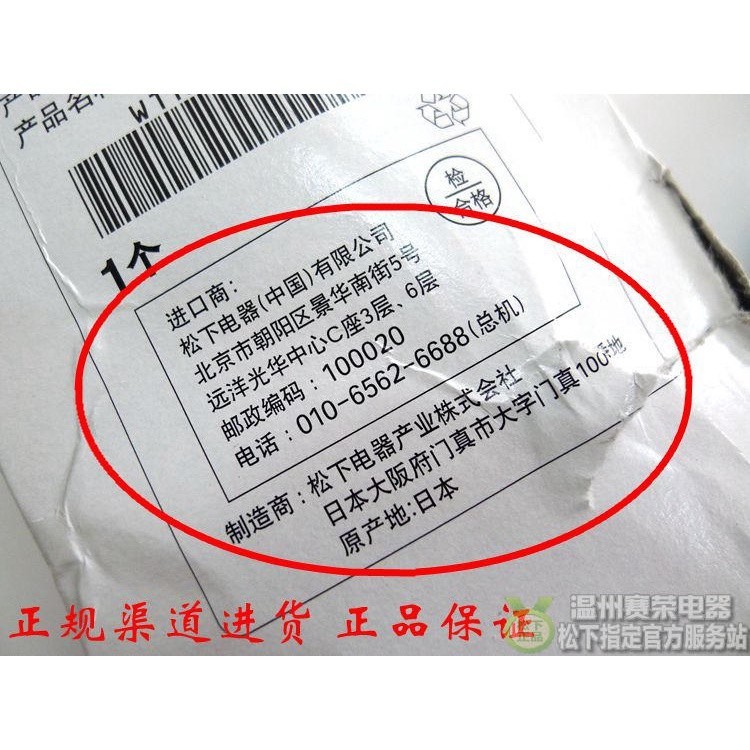 产品名
1个
检
合格
进口商:
松下电器(中国)有限公司
北京市朝阳区景华南街5号
远洋光华中心C座3层、6层
邮政编码：100020
电话：010-6562-6688(总机)
制造商：松下电器产业株式会社
日本大阪府门真市大字门真1006番地
原产地:日本
正规渠道进货 正品保证
松下
正品
温州赛荣电器
松下指定官方服务站